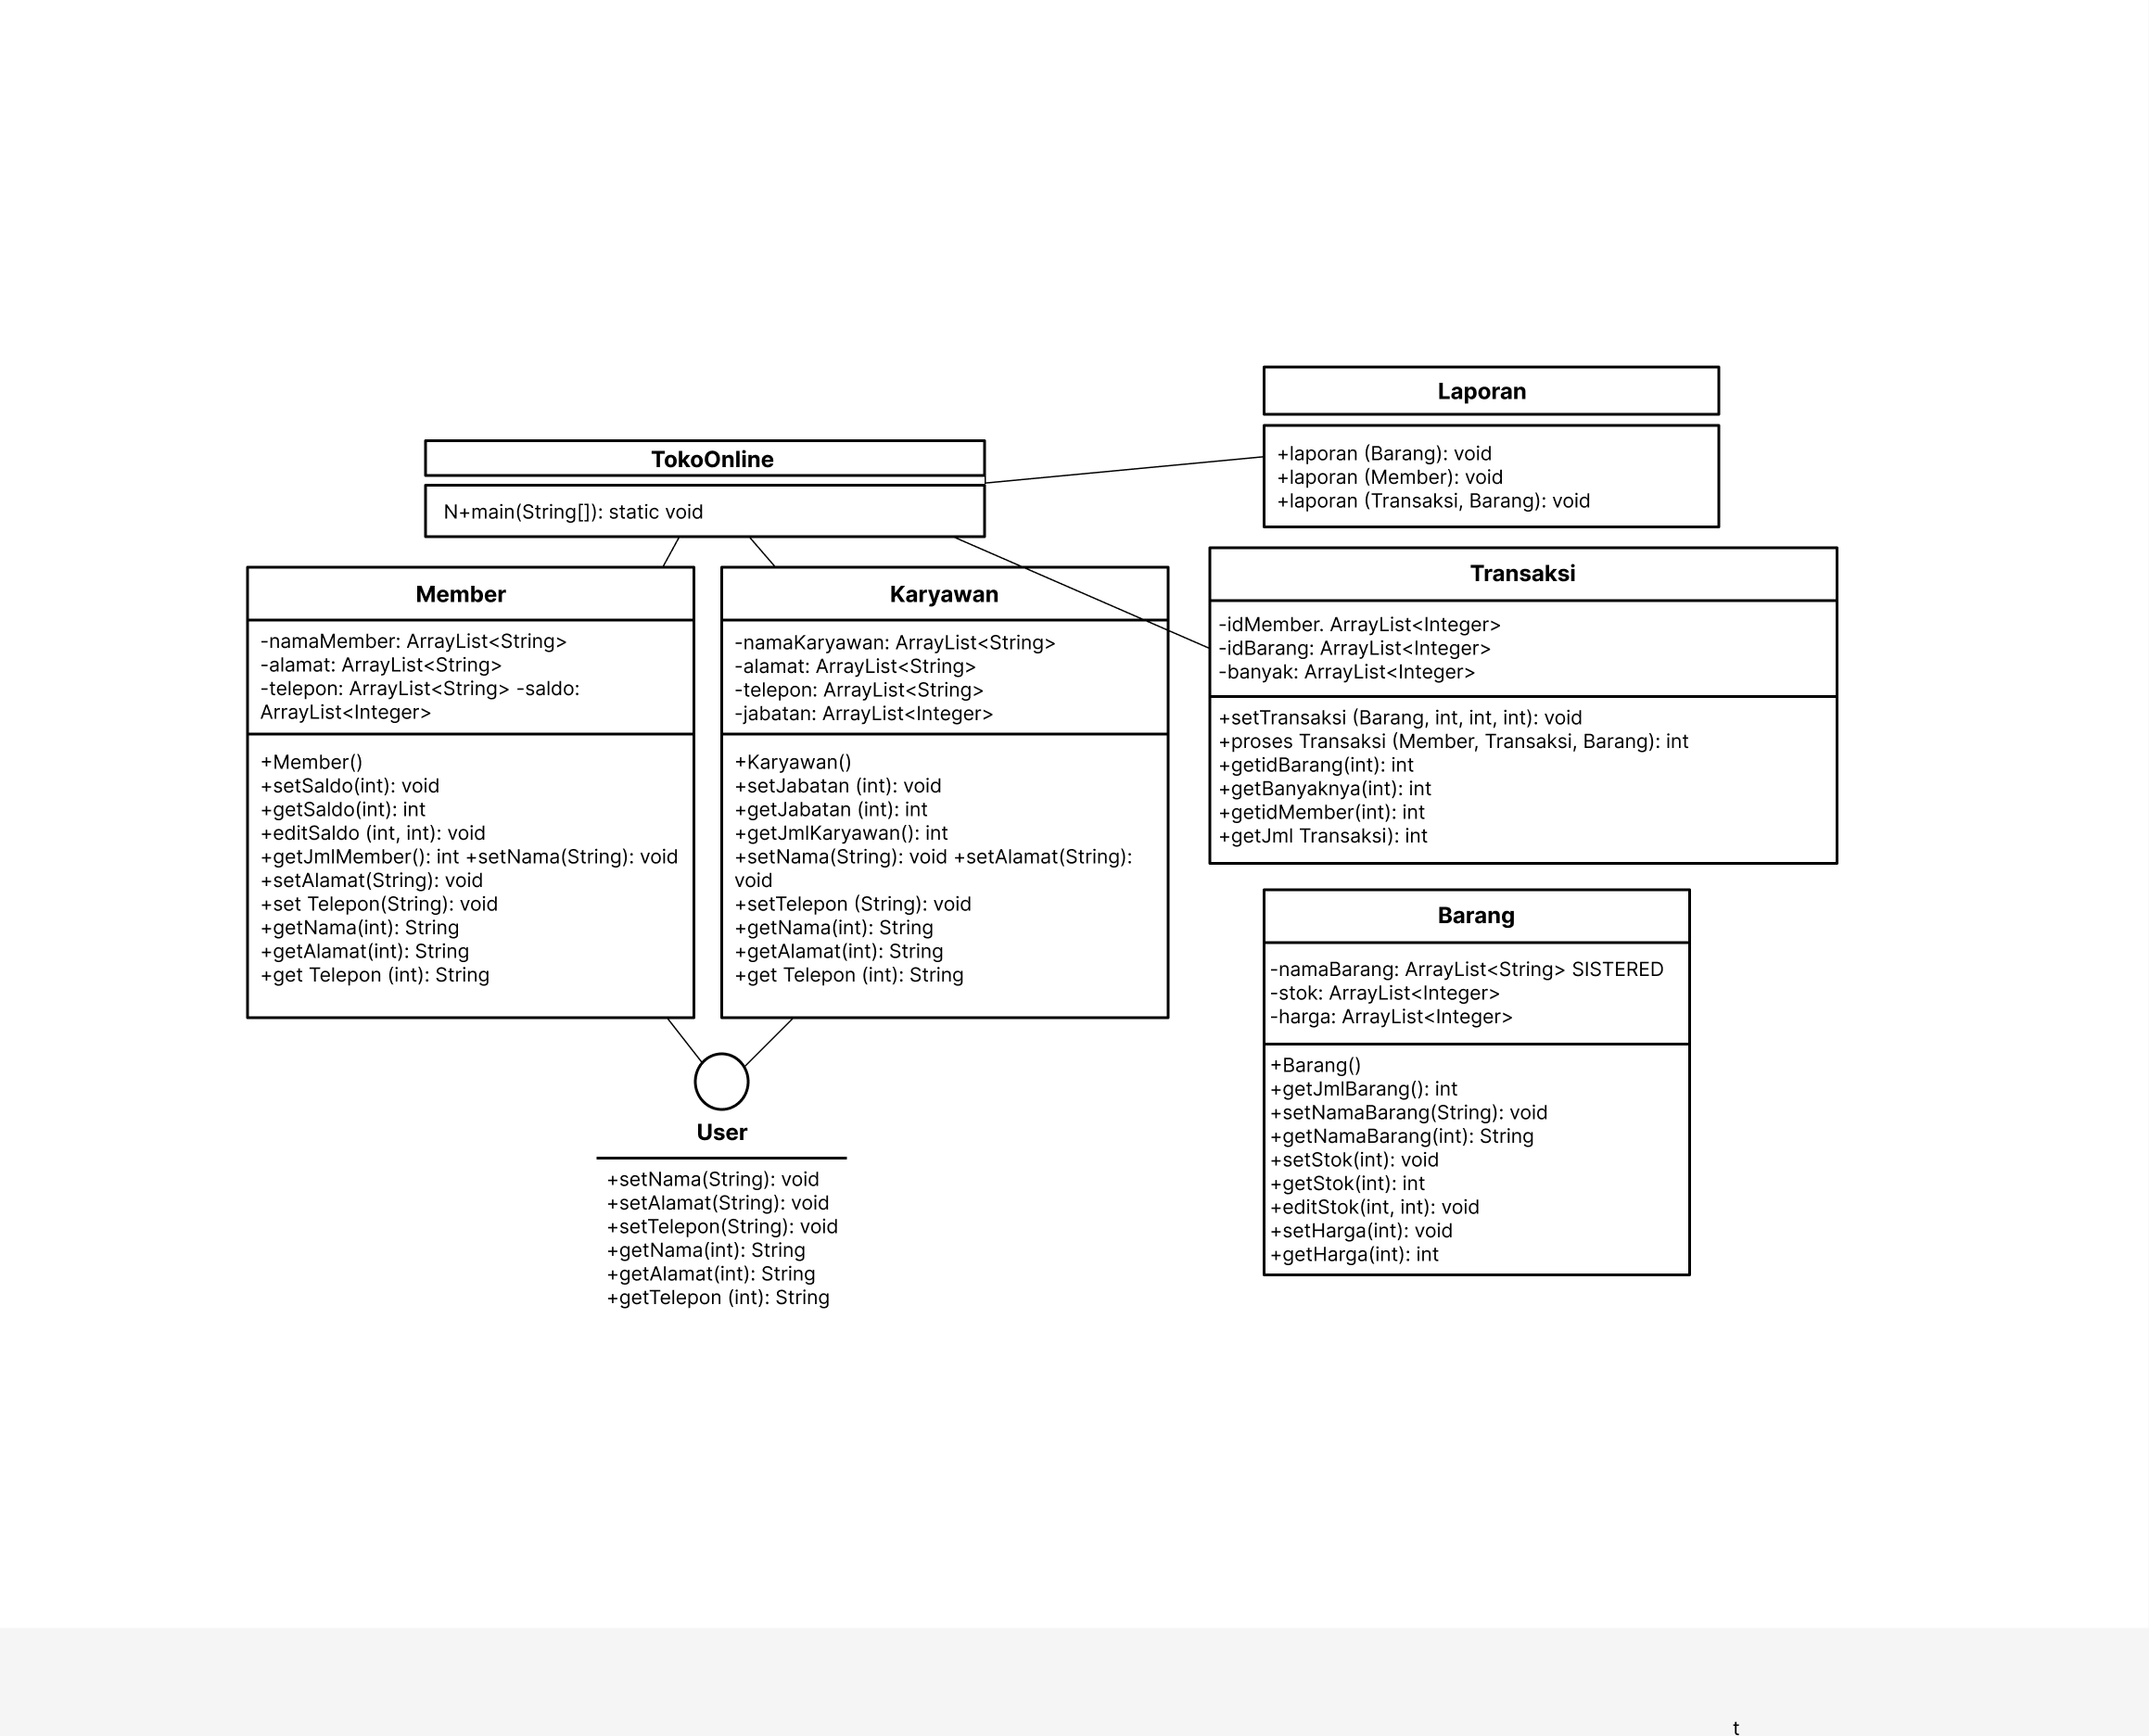 Laporan
+laporan (Barang): void
+laporan (Member): void
+laporan (Transaksi, Barang): void
TokoOnline
N+main(String[]): static void
Member
-namaMember: ArrayList<String>
-alamat: ArrayList<String>
-telepon: ArrayList<String> -saldo:
ArrayList<Integer>
+Member()
+setSaldo(int): void
+getSaldo(int): int
+editSaldo (int, int): void
+getJmlMember(): int +setNama(String): void
+setAlamat(String): void
+set Telepon(String): void
+getNama(int): String
+getAlamat(int): String
+get Telepon (int): String
Karyawan
-namaKaryawan: ArrayList<String>
-alamat: ArrayList<String>
-telepon: ArrayList<String>
-jabatan: ArrayList<Integer>
+Karyawan()
+setJabatan (int): void
+getJabatan (int): int
+getJmlKaryawan(): int
+setNama(String): void +setAlamat(String):
void
+setTelepon (String): void
+getNama(int): String
+getAlamat(int): String
+get Telepon (int): String
Transaksi
-idMember. ArrayList<Integer>
-idBarang: ArrayList<Integer>
-banyak: ArrayList<Integer>
+setTransaksi (Barang, int, int, int): void
+proses Transaksi (Member, Transaksi, Barang): int
+getidBarang(int): int
+getBanyaknya(int): int
+getidMember(int): int
+getJml Transaksi): int
Barang
-namaBarang: ArrayList<String> SISTERED
-stok: ArrayList<Integer>
-harga: ArrayList<Integer>
+Barang()
+getJmlBarang(): int
+setNamaBarang(String): void
+getNamaBarang(int): String
+setStok(int): void
+getStok(int): int
+editStok(int, int): void
+setHarga(int): void
+getHarga(int): int
User
+setNama(String): void
+setAlamat(String): void
+setTelepon(String): void
+getNama(int): String
+getAlamat(int): String
+getTelepon (int): String
t